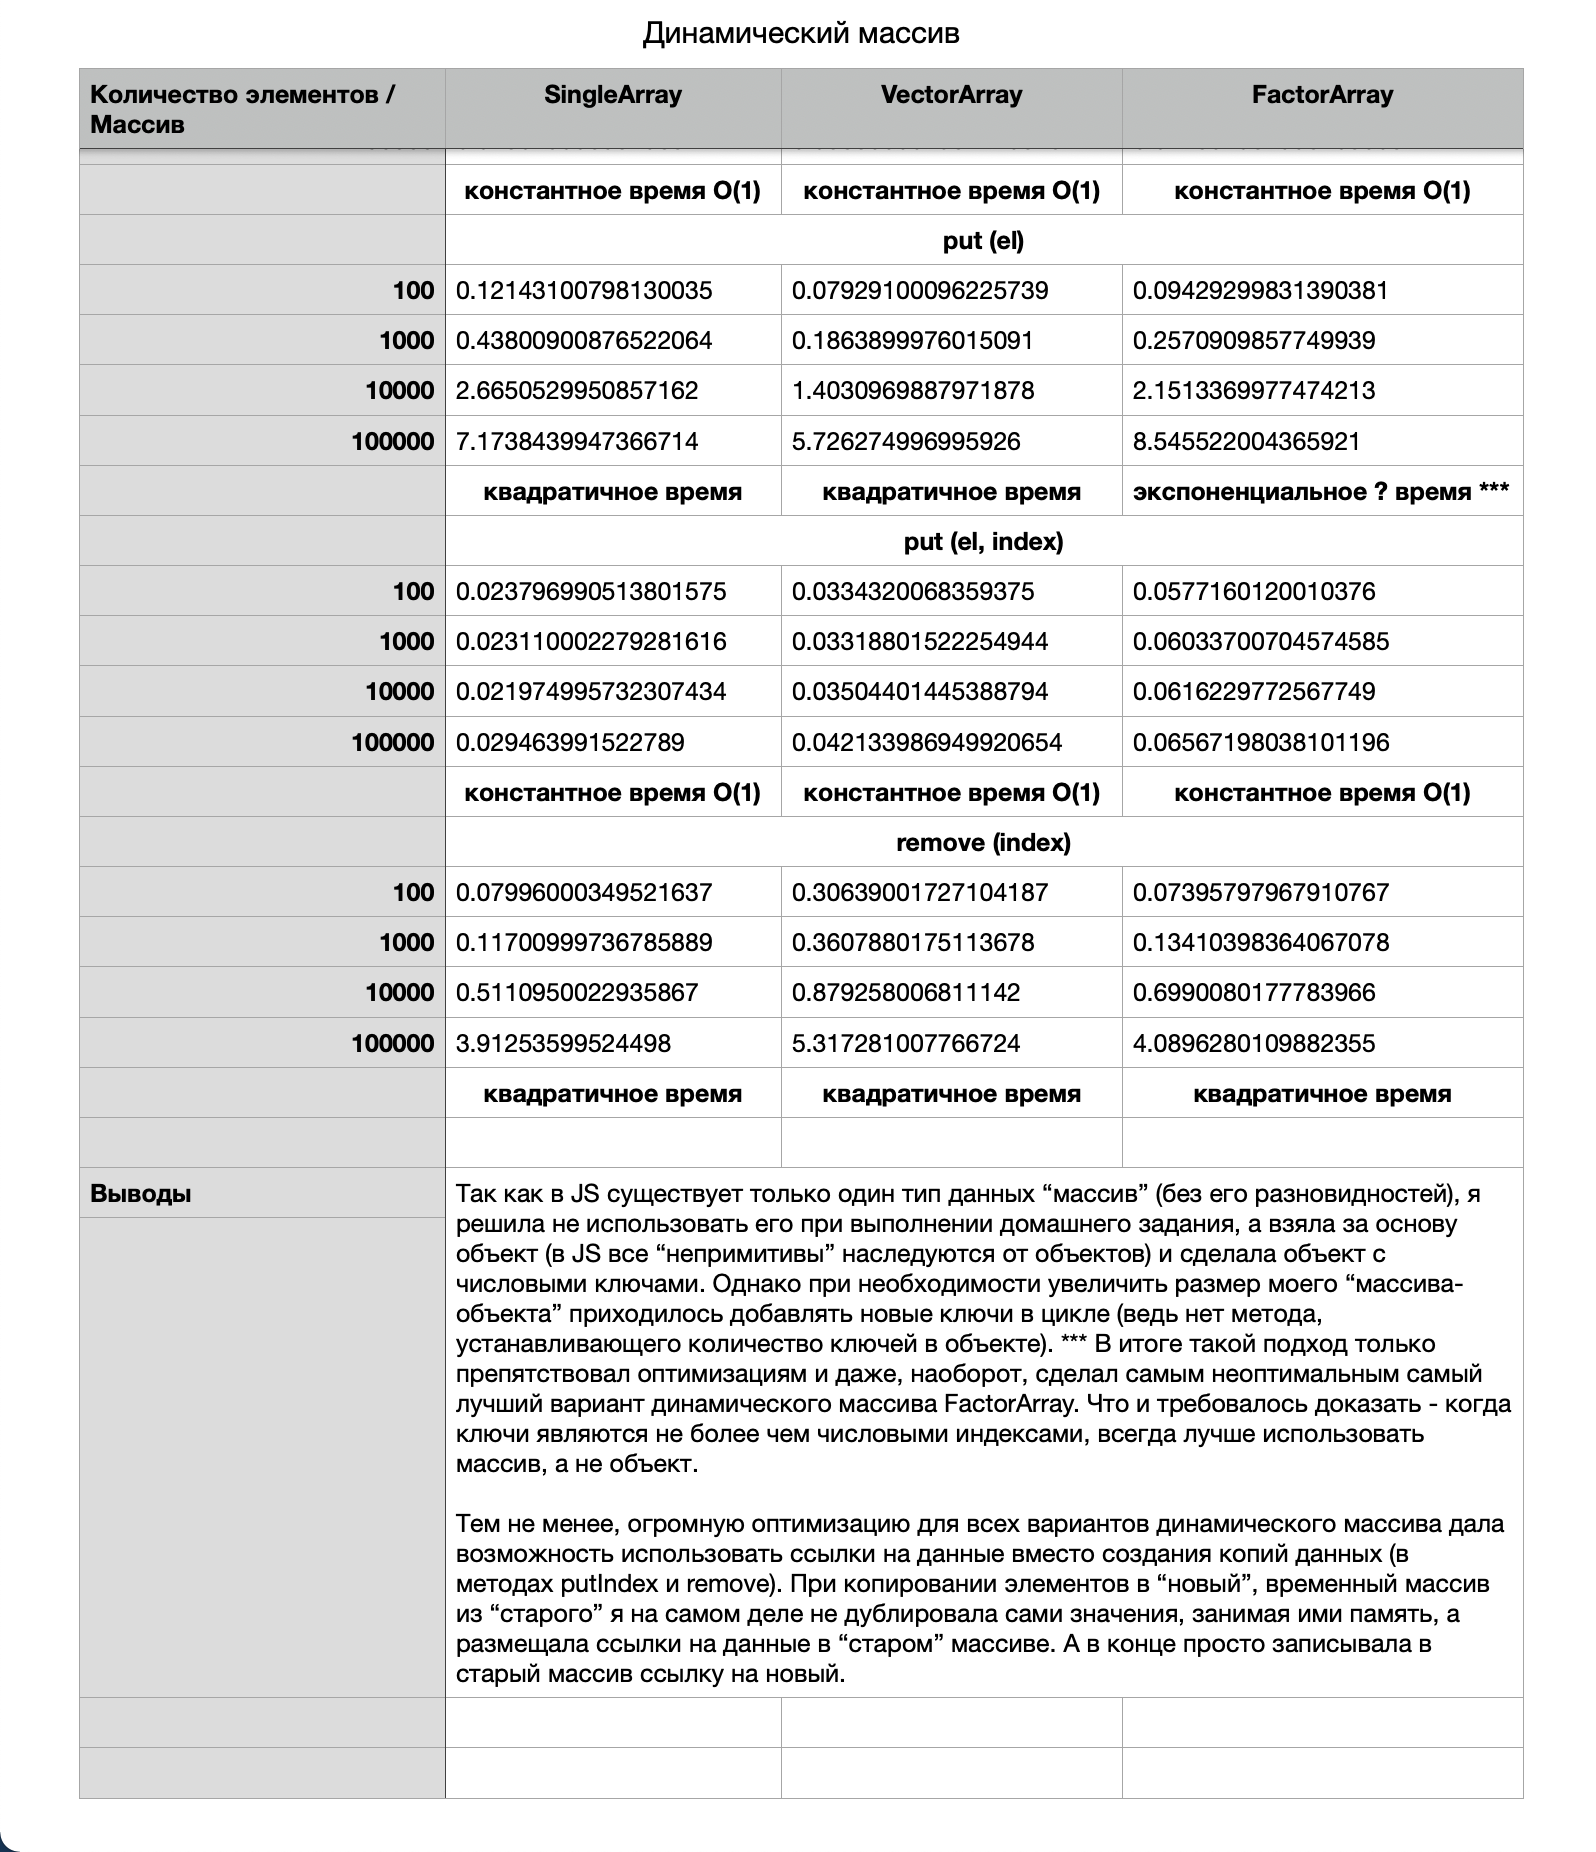 Динамический массив
Количество элементов /
Массив
SingleArray
VectorArray
FactorArray
константное время O(1) константное время O(1) константное время O(1)
put (el)
100 0.12143100798130035 0.07929100096225739 0.09429299831390381
1000 0.43800900876522064 0.1863899976015091 0.2570909857749939
10000 2.6650529950857162 1.4030969887971878 2.1513369977474213
100000 7.1738439947366714 5.726274996995926 8.545522004365921
квадратичное время квадратичное время экспоненциальное ? время ***
put (el, index)
100 0.023796990513801575 0.0334320068359375 0.0577160120010376
1000 0.023110002279281616 0.03318801522254944 0.06033700704574585
10000 0.021974995732307434 0.03504401445388794 0.0616229772567749
100000 0.029463991522789 0.042133986949920654 0.06567198038101196
константное время O(1) константное время O(1) константное время O(1)
remove (index)
100 0.07996000349521637 0.30639001727104187 0.07395797967910767
1000 0.11700999736785889 0.3607880175113678 0.13410398364067078
10000 0.5110950022935867 0.879258006811142 0.6990080177783966
100000 3.91253599524498 5.317281007766724 4.0896280109882355
квадратичное время квадратичное время квадратичное время
Выводы
Так как в JS существует только один тип данных “массив” (без его разновидностей), я
решила не использовать его при выполнении домашнего задания, а взяла за основу
объект (в JS все “непримитивы” наследуются от объектов) и сделала объект с
числовыми ключами. Однако при необходимости увеличить размер моего “массива-
объекта” приходилось добавлять новые ключи в цикле (ведь нет метода,
устанавливающего количество ключей в объекте). *** В итоге такой подход только
препятствовал оптимизациям и даже, наоборот, сделал самым неоптимальным самый
лучший вариант динамического массива FactorArray. Что и требовалось доказать - когда
ключи являются не более чем числовыми индексами, всегда лучше использовать
массив, а не объект.
Тем не менее, огромную оптимизацию для всех вариантов динамического массива дала
возможность использовать ссылки на данные вместо создания копий данных (в
методах putIndex и remove). При копировании элементов в “новый”, временный массив
из “старого” я на самом деле не дублировала сами значения, занимая ими память, а
размещала ссылки на данные в “старом” массиве. А в конце просто записывала в
старый массив ссылку на новый.